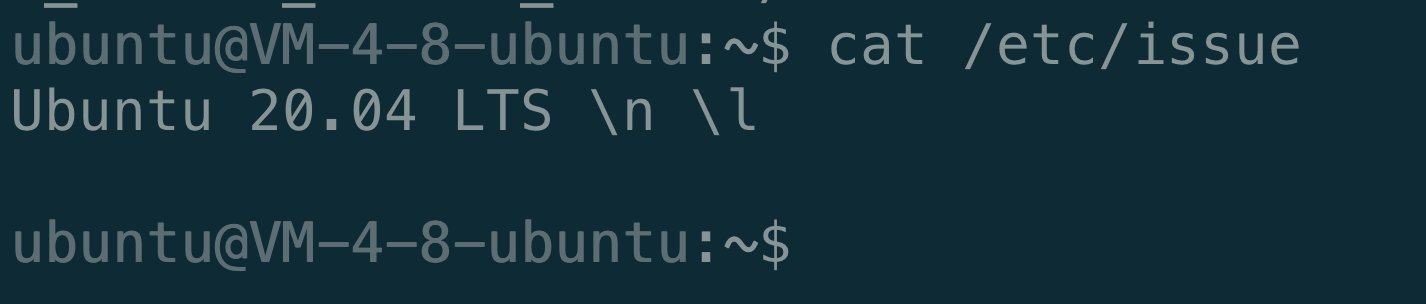 ubuntu@VM-4-8-ubuntu:~$ cat /etc/issue
Ubuntu 20.04 LTS \n \l
ubuntu@VM-4-8-ubuntu:~$